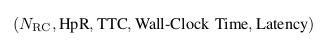 (N_RC, HpR, TTC, Wall-Clock Time, Latency)